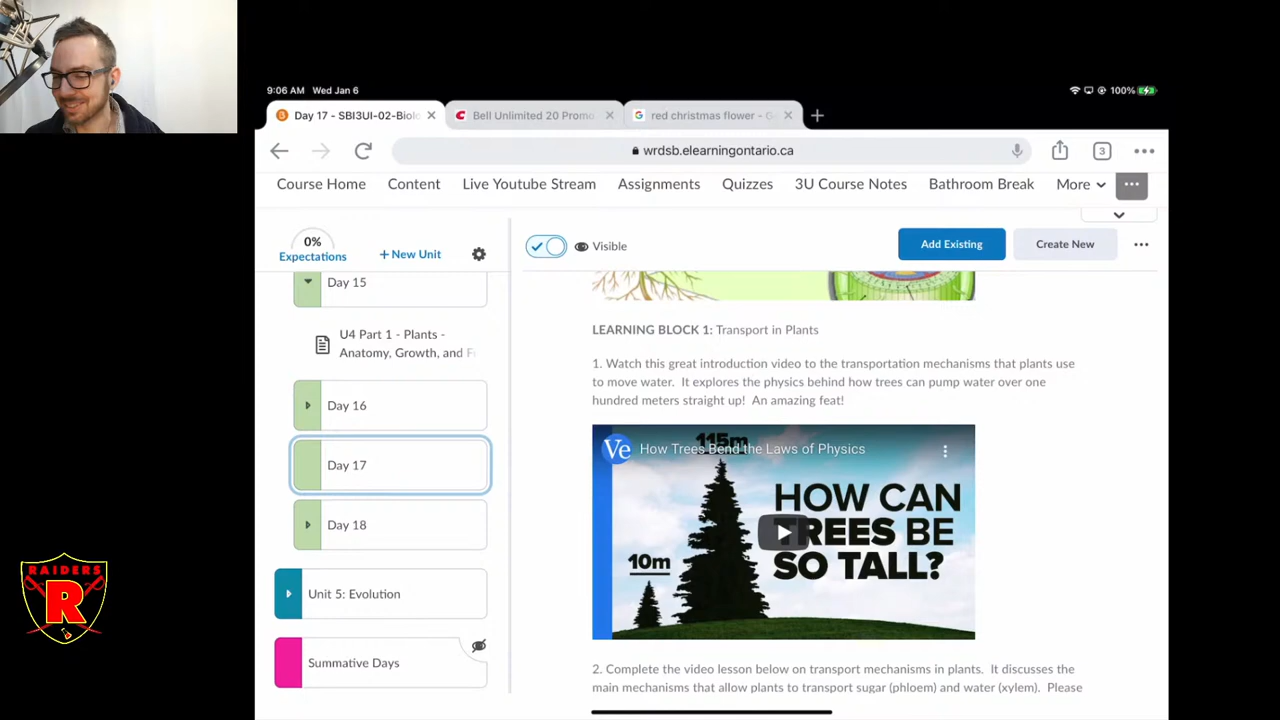 9:06 AM Wed Jan 6
100%
Day 17 - SBI3UI-02-Biolo
Bell Unlimited 20 Promo
red christmas flower - G
wrdsb.elearningontario.ca
3
Course Home Content Live Youtube Stream Assignments Quizzes 3U Course Notes Bathroom Break More
0%
Expectations
+ New Unit
Visible
Add Existing
Create New
Day 15
U4 Part 1 - Plants -
Anatomy, Growth, and Fu
Day 16
Day 17
Day 18
Unit 5: Evolution
Summative Days
LEARNING BLOCK 1: Transport in Plants
1. Watch this great introduction video to the transportation mechanisms that plants use
to move water. It explores the physics behind how trees can pump water over one
hundred meters straight up! An amazing feat!
Ve
How Trees Bend the Laws of Physics
115m
10m
HOW CAN
TREES BE
SO TALL?
2. Complete the video lesson below on transport mechanisms in plants. It discusses the
main mechanisms that allow plants to transport sugar (phloem) and water (xylem). Please
RAIDERS
R